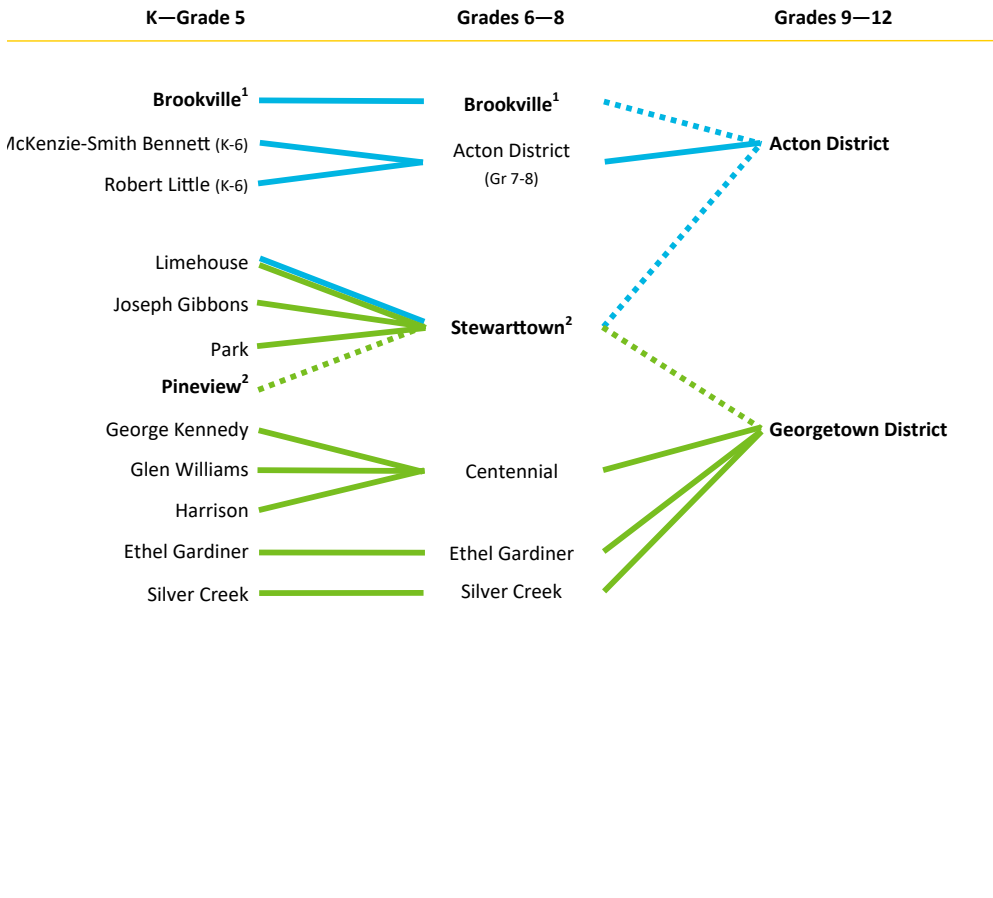 K—Grade 5 Grades 6—8 Grades 9—12
Brookville1 Brookville1
McKenzie-Smith Bennett (K-6) Acton District Acton District
Robert Little (K-6) (Gr 7-8)
Limehouse
Joseph Gibbons
Stewarttown2
Park
Pineview2
George Kennedy Georgetown District
Glen Williams Centennial
Harrison
Ethel Gardiner Ethel Gardiner
Silver Creek Silver Creek